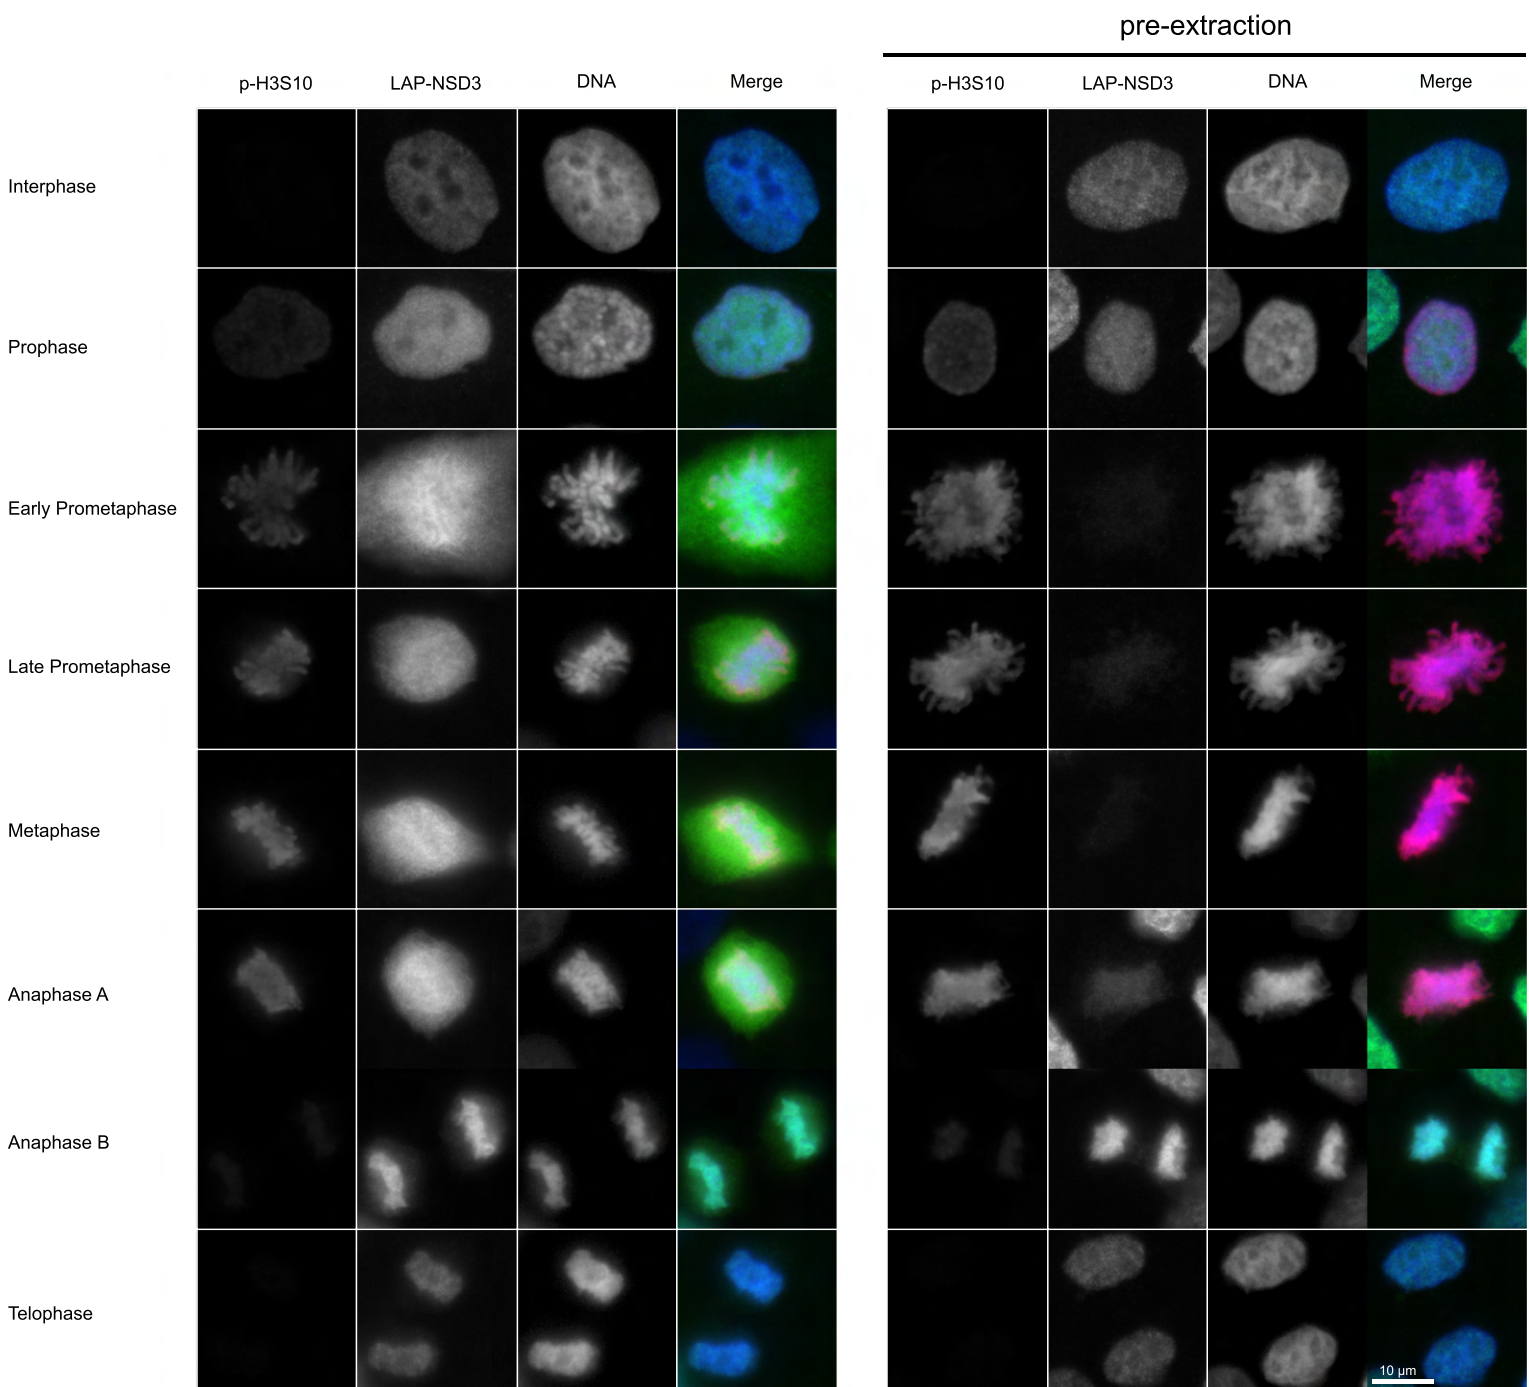 pre-extraction
p-H3S10 LAP-NSD3 DNA Merge p-H3S10 LAP-NSD3 DNA Merge
Interphase
Prophase
Early Prometaphase
Late Prometaphase
Metaphase
Anaphase A
Anaphase B
Telophase
10 µm